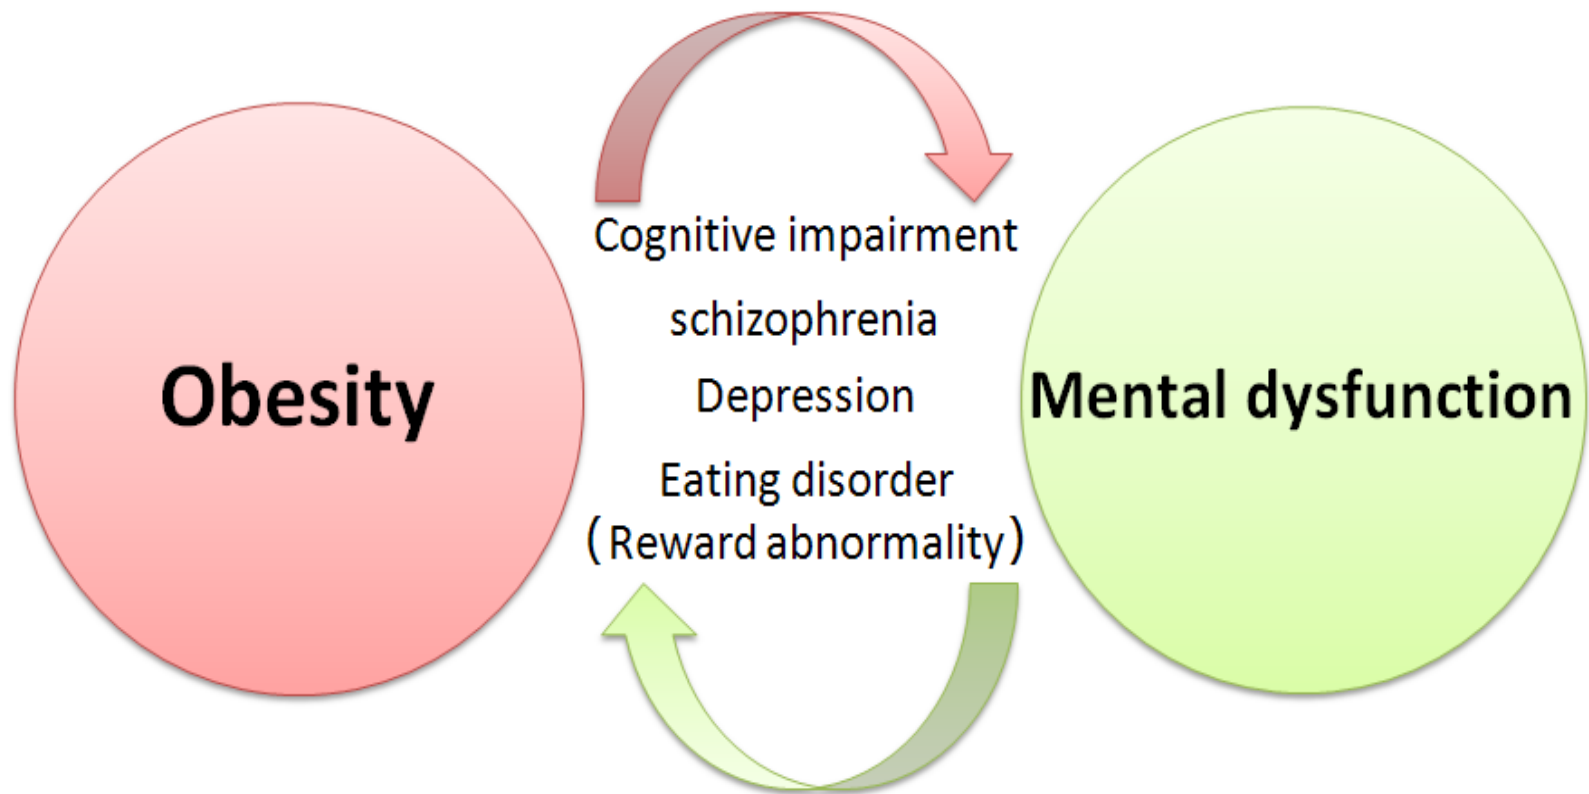 Obesity
Cognitive impairment
schizophrenia
Depression
Eating disorder
(Reward abnormality)
Mental dysfunction